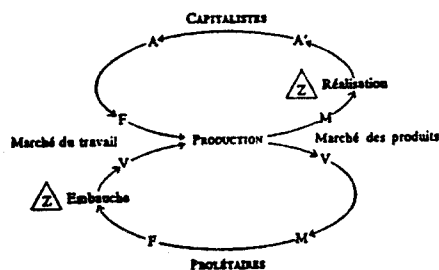 CAPITALISTES
A A'
Z Réalisation
F M
Marché du travail PRODUCTION Marché des produits
V V
Z Embauche
F M
PROLÉTAIRES